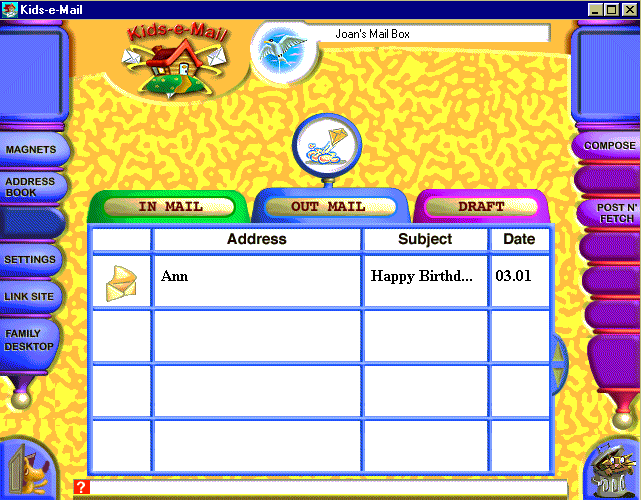 Kids-e-Mail
Kids-e-Mail
Joan's Mail Box
MAGNETS
ADDRESS
BOOK
SETTINGS
LINK SITE
FAMILY
DESKTOP
COMPOSE
POST N'
FETCH
IN MAIL OUT MAIL DRAFT
Address Subject Date
Ann Happy Birthd... 03.01
?